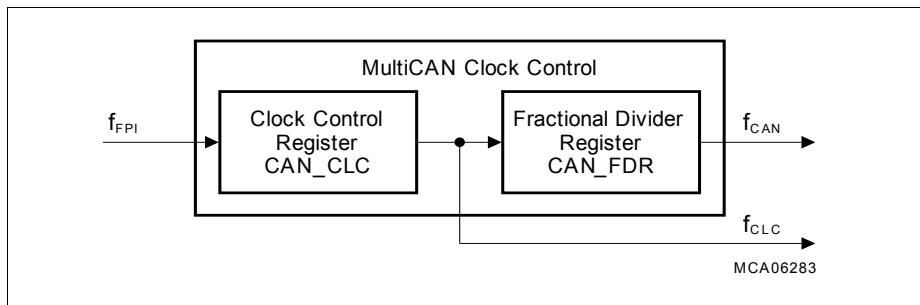 MultiCAN Clock Control
fFPI
Clock Control
Register
CAN_CLC
Fractional Divider
Register
CAN_FDR
fCAN
fCLC
MCA06283